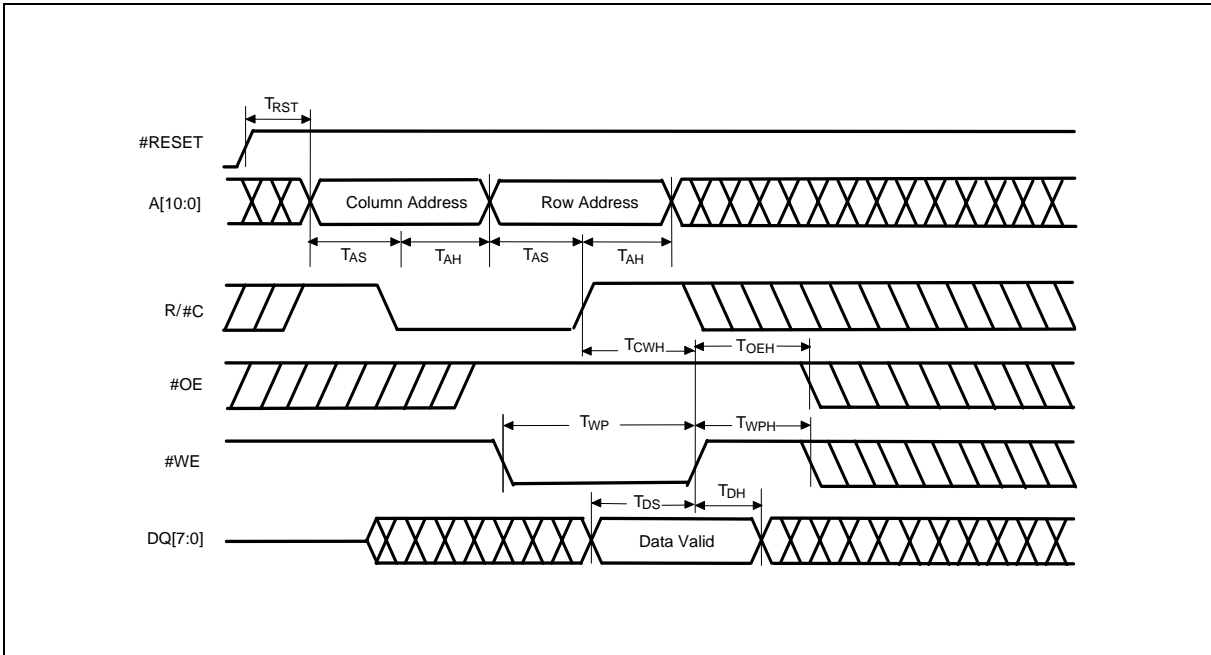 TRST
#RESET
A[10:0]
Column Address
Row Address
TAS
TAH
TAS
TAH
R/#C
TCWH
TOEH
#OE
TWP
TWPH
#WE
TDS
TDH
DQ[7:0]
Data Valid